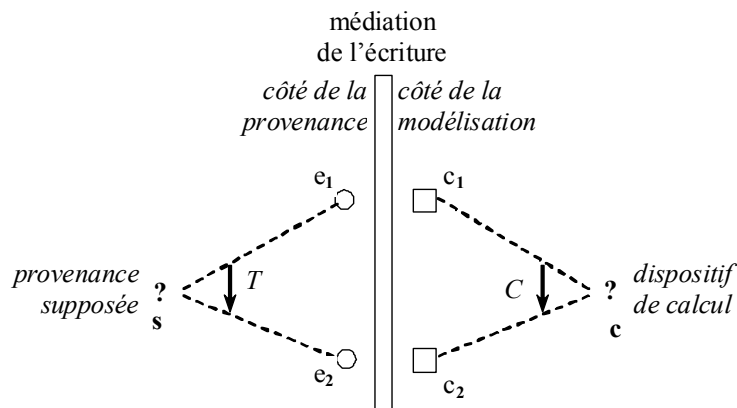 médiation
de l’écriture
côté de la
provenance
côté de la
modélisation
e1
c1
provenance
supposée
?
s
T
C
?
c
dispositif
de calcul
e2
c2